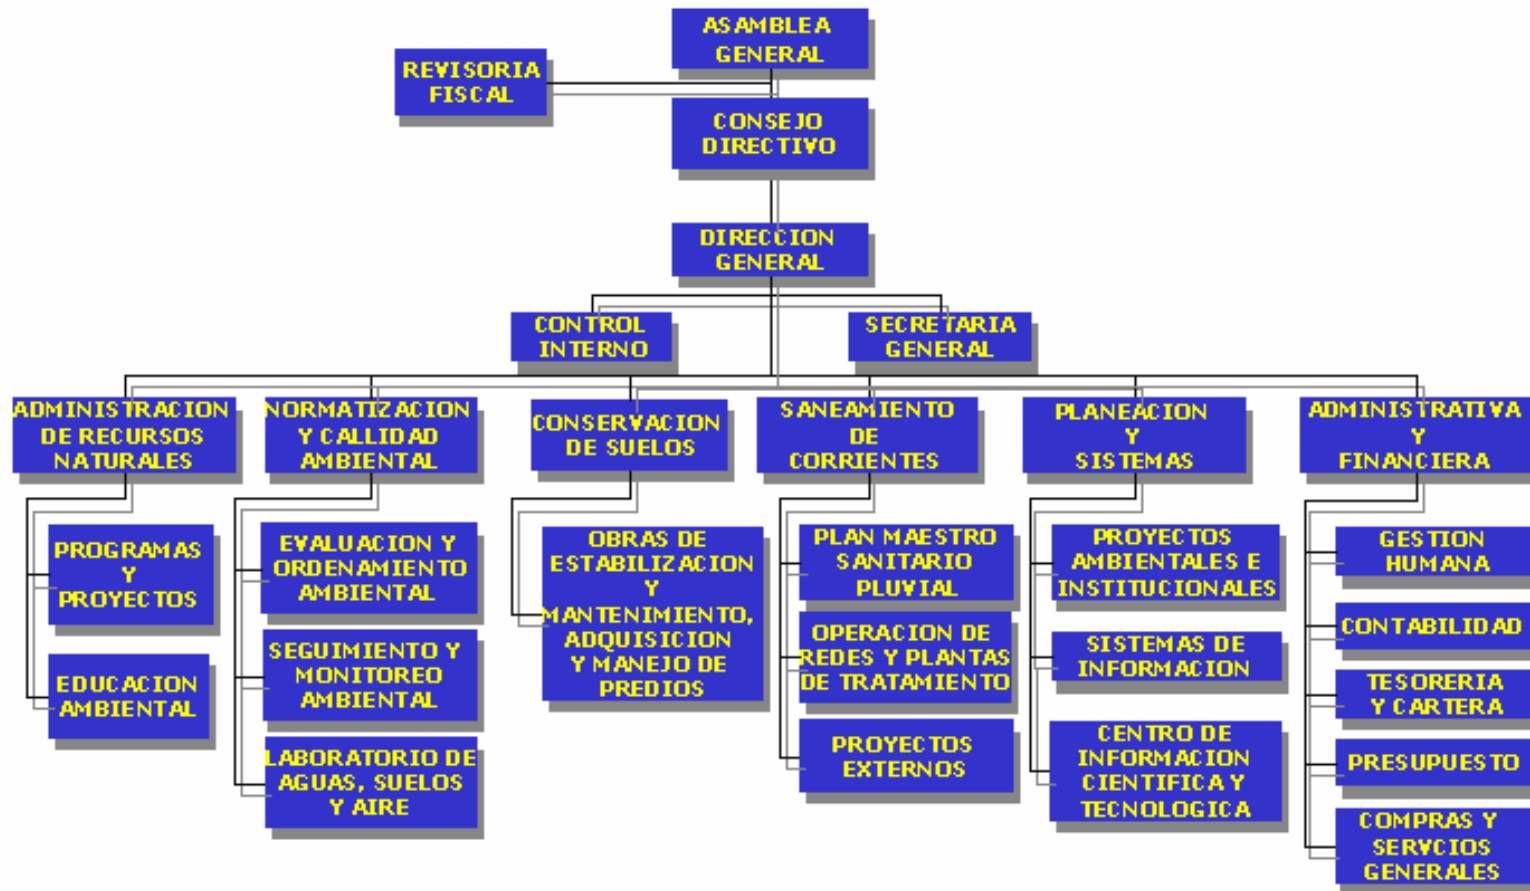 ASAMBLEA
GENERAL
REVISORIA
FISCAL
CONSEJO
DIRECTIVO
DIRECCION
GENERAL
CONTROL
INTERNO
SECRETARIA
GENERAL
ADMINISTRACION
DE RECURSOS
NATURALES
NORMATIZACION
Y CALLIDAD
AMBIENTAL
CONSERVACION
DE SUELOS
SANEAMIENTO
DE
CORRIENTES
PLANEACION
Y
SISTEMAS
ADMINISTRATIVA
Y
FINANCIERA
PROGRAMAS
Y
PROYECTOS
EDUCACION
AMBIENTAL
EVALUACION Y
ORDENAMIENTO
AMBIENTAL
SEGUIMIENTO Y
MONITOREO
AMBIENTAL
LABORATORIO DE
AGUAS, SUELOS
Y AIRE
OBRAS DE
ESTABILIZACION
Y
MANTENIMIENTO,
ADQUISICION
Y MANEJO DE
PREDIOS
PLAN MAESTRO
SANITARIO
PLUVIAL
OPERACION DE
REDES Y PLANTAS
DE TRATAMIENTO
PROYECTOS
EXTERNOS
PROYECTOS
AMBIENTALES E
INSTITUCIONALES
SISTEMAS DE
INFORMACION
CENTRO DE
INFORMACION
CIENTIFICA Y
TECNOLOGICA
GESTION
HUMANA
CONTABILIDAD
TESORERIA
Y CARTERA
PRESUPUESTO
COMPRAS Y
SERVCIOS
GENERALES